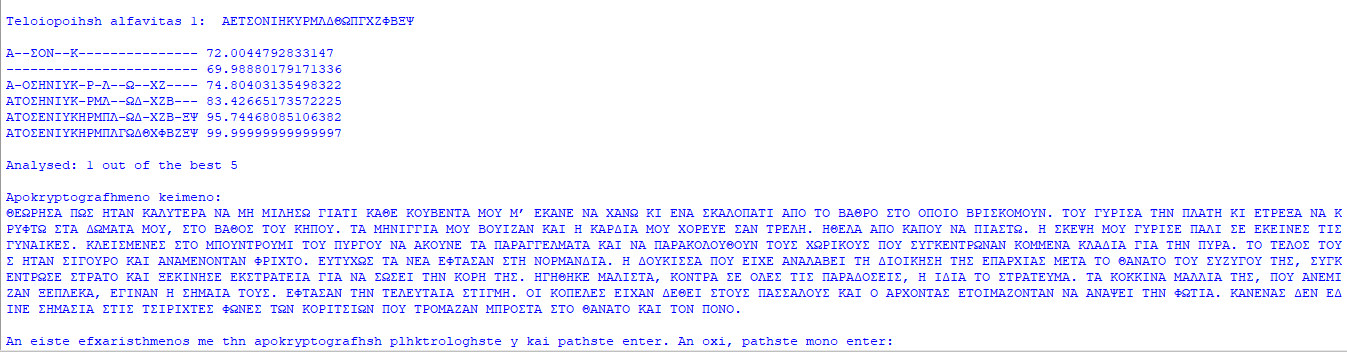 Teloiopoihsh alfavitas 1:  ΑΕΤΣΟΝΙΗΚΥΡΜΛΔΘΩΠΓΧΖΦΒΞΨ
Α--ΣΟΝ--Κ--------------- 72.0044792833147
------------------------ 69.98880179171336
Α-ΟΣΗΝΙΥΚ-Ρ-Λ--Ω--ΧΖ---- 74.80403135498322
ΑΤΟΣΗΝΙΥΚ-ΡΜΛ--ΩΔ-ΧΖΒ--- 83.42665173572225
ΑΤΟΣΕΝΙΥΚΗΡΜΠΛ-ΩΔ-ΧΖΒ-ΞΨ 95.74468085106382
ΑΤΟΣΕΝΙΥΚΗΡΜΠΛΓΩΔΘΧΦΒΖΞΨ 99.99999999999997
Analysed: 1 out of the best 5
Apokryptografhmeno keimeno:
ΘΕΩΡΗΣΑ ΠΩΣ ΗΤΑΝ ΚΑΛΥΤΕΡΑ ΝΑ ΜΗ ΜΙΛΗΣΩ ΓΙΑΤΙ ΚΑΘΕ ΚΟΥΒΕΝΤΑ ΜΟΥ Μ’ ΕΚΑΝΕ ΝΑ ΧΑΝΩ ΚΙ ΕΝΑ ΣΚΑΛΟΠΑΤΙ ΑΠΟ ΤΟ ΒΑΘΡΟ ΣΤΟ ΟΠΟΙΟ ΒΡΙΣΚΟΜΟΥΝ. ΤΟΥ ΓΥΡΙΣΑ ΤΗΝ ΠΛΑΤΗ ΚΙ ΕΤΡΕΞΑ ΝΑ Κ
ΡΥΦΤΩ ΣΤΑ ΔΩΜΑΤΑ ΜΟΥ, ΣΤΟ ΒΑΘΟΣ ΤΟΥ ΚΗΠΟΥ. ΤΑ ΜΗΝΙΓΓΙΑ ΜΟΥ ΒΟΥΙΖΑΝ ΚΑΙ Η ΚΑΡΔΙΑ ΜΟΥ ΧΟΡΕΥΕ ΣΑΝ ΤΡΕΛΗ. ΗΘΕΛΑ ΑΠΟ ΚΑΠΟΥ ΝΑ ΠΙΑΣΤΩ. Η ΣΚΕΨΗ ΜΟΥ ΓΥΡΙΣΕ ΠΑΛΙ ΣΕ ΕΚΕΙΝΕΣ ΤΙΣ
ΓΥΝΑΙΚΕΣ. ΚΛΕΙΣΜΕΝΕΣ ΣΤΟ ΜΠΟΥΝΤΡΟΥΜΙ ΤΟΥ ΠΥΡΓΟΥ ΝΑ ΑΚΟΥΝΕ ΤΑ ΠΑΡΑΓΓΕΛΜΑΤΑ ΚΑΙ ΝΑ ΠΑΡΑΚΟΛΟΥΘΟΥΝ ΤΟΥΣ ΧΩΡΙΚΟΥΣ ΠΟΥ ΣΥΓΚΕΝΤΡΩΝΑΝ ΚΟΜΜΕΝΑ ΚΛΑΔΙΑ ΓΙΑ ΤΗΝ ΠΥΡΑ. ΤΟ ΤΕΛΟΣ ΤΟΥ
Σ ΗΤΑΝ ΣΙΓΟΥΡΟ ΚΑΙ ΑΝΑΜΕΝΟΝΤΑΝ ΦΡΙΧΤΟ. ΕΥΤΥΧΩΣ ΤΑ ΝΕΑ ΕΦΤΑΣΑΝ ΣΤΗ ΝΟΡΜΑΝΔΙΑ. Η ΔΟΥΚΙΣΣΑ ΠΟΥ ΕΙΧΕ ΑΝΑΛΑΒΕΙ ΤΗ ΔΙΟΙΚΗΣΗ ΤΗΣ ΕΠΑΡΧΙΑΣ ΜΕΤΑ ΤΟ ΘΑΝΑΤΟ ΤΟΥ ΣΥΖΥΓΟΥ ΤΗΣ, ΣΥΓΚ
ΕΝΤΡΩΣΕ ΣΤΡΑΤΟ ΚΑΙ ΞΕΚΙΝΗΣΕ ΕΚΣΤΡΑΤΕΙΑ ΓΙΑ ΝΑ ΣΩΣΕΙ ΤΗΝ ΚΟΡΗ ΤΗΣ. ΗΓΗΘΗΚΕ ΜΑΛΙΣΤΑ, ΚΟΝΤΡΑ ΣΕ ΟΛΕΣ ΤΙΣ ΠΑΡΑΔΟΣΕΙΣ, Η ΙΔΙΑ ΤΟ ΣΤΡΑΤΕΥΜΑ. ΤΑ ΚΟΚΚΙΝΑ ΜΑΛΛΙΑ ΤΗΣ, ΠΟΥ ΑΝΕΜΙ
ΖΑΝ ΞΕΠΛΕΚΑ, ΕΓΙΝΑΝ Η ΣΗΜΑΙΑ ΤΟΥΣ. ΕΦΤΑΣΑΝ ΤΗΝ ΤΕΛΕΥΤΑΙΑ ΣΤΙΓΜΗ. ΟΙ ΚΟΠΕΛΕΣ ΕΙΧΑΝ ΔΕΘΕΙ ΣΤΟΥΣ ΠΑΣΣΑΛΟΥΣ ΚΑΙ Ο ΑΡΧΟΝΤΑΣ ΕΤΟΙΜΑΖΟΝΤΑΝ ΝΑ ΑΝΑΨΕΙ ΤΗΝ ΦΩΤΙΑ. ΚΑΝΕΝΑΣ ΔΕΝ ΕΔ
ΙΝΕ ΣΗΜΑΣΙΑ ΣΤΙΣ ΤΣΙΡΙΧΤΕΣ ΦΩΝΕΣ ΤΩΝ ΚΟΡΙΤΣΙΩΝ ΠΟΥ ΤΡΟΜΑΖΑΝ ΜΠΡΟΣΤΑ ΣΤΟ ΘΑΝΑΤΟ ΚΑΙ ΤΟΝ ΠΟΝΟ.
An eiste efxaristhmenos me thn apokryptografhsh plhktrologhste y kai pathste enter. An oxi, pathste mono enter: